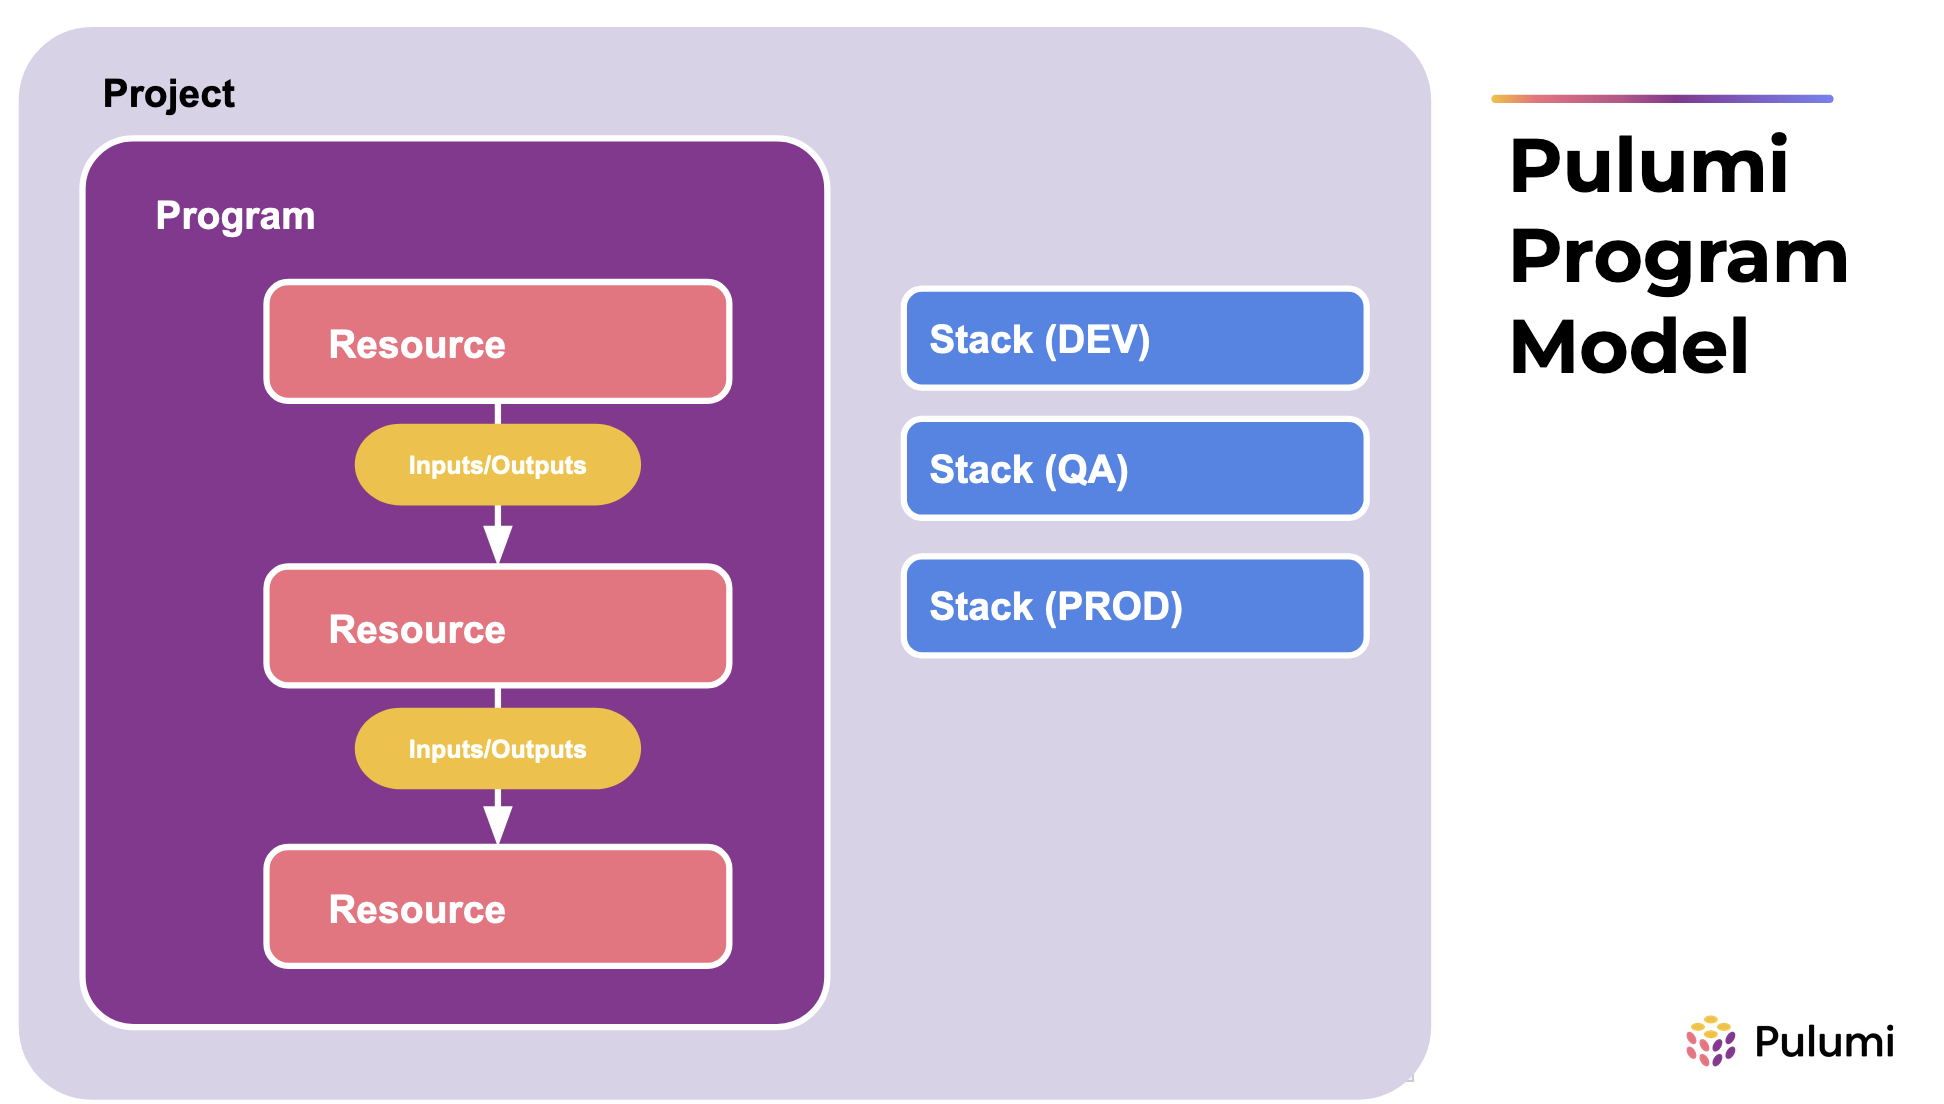 Project
Program
Resource
Inputs/Outputs
Resource
Inputs/Outputs
Resource
Stack (DEV)
Stack (QA)
Stack (PROD)
Pulumi
Program
Model
Pulumi